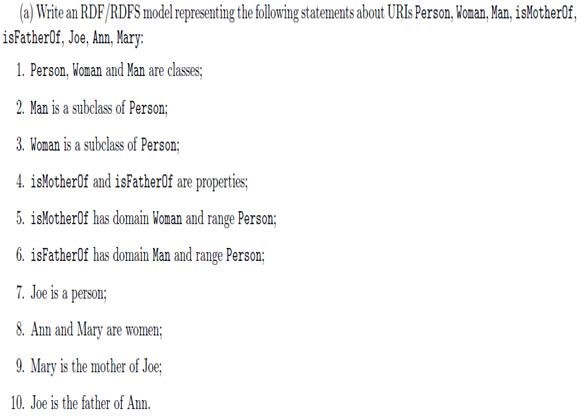 (a) Write an RDF/RDFS model representing the following statements about URIs Person, Woman, Man, isMotherOf,
isFatherOf, Joe, Ann, Mary:
1. Person, Woman and Man are classes;
2. Man is a subclass of Person;
3. Woman is a subclass of Person;
4. isMotherOf and isFatherOf are properties;
5. isMotherOf has domain Woman and range Person;
6. isFatherOf has domain Man and range Person;
7. Joe is a person;
8. Ann and Mary are women;
9. Mary is the mother of Joe;
10. Joe is the father of Ann.